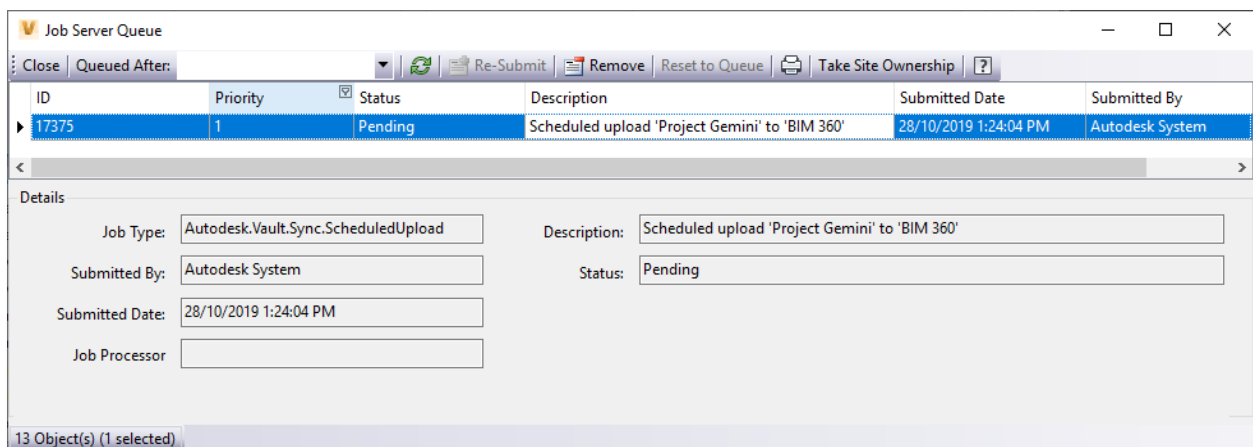 Job Server Queue
Close Queued After: Re-Submit Remove Reset to Queue Take Site Ownership ?
ID Priority Status Description Submitted Date Submitted By
17375 1 Pending Scheduled upload 'Project Gemini' to 'BIM 360' 28/10/2019 1:24:04 PM Autodesk System
Details
Job Type: Autodesk.Vault.Sync.ScheduledUpload Description: Scheduled upload 'Project Gemini' to 'BIM 360'
Submitted By: Autodesk System Status: Pending
Submitted Date: 28/10/2019 1:24:04 PM
Job Processor
13 Object(s) (1 selected)